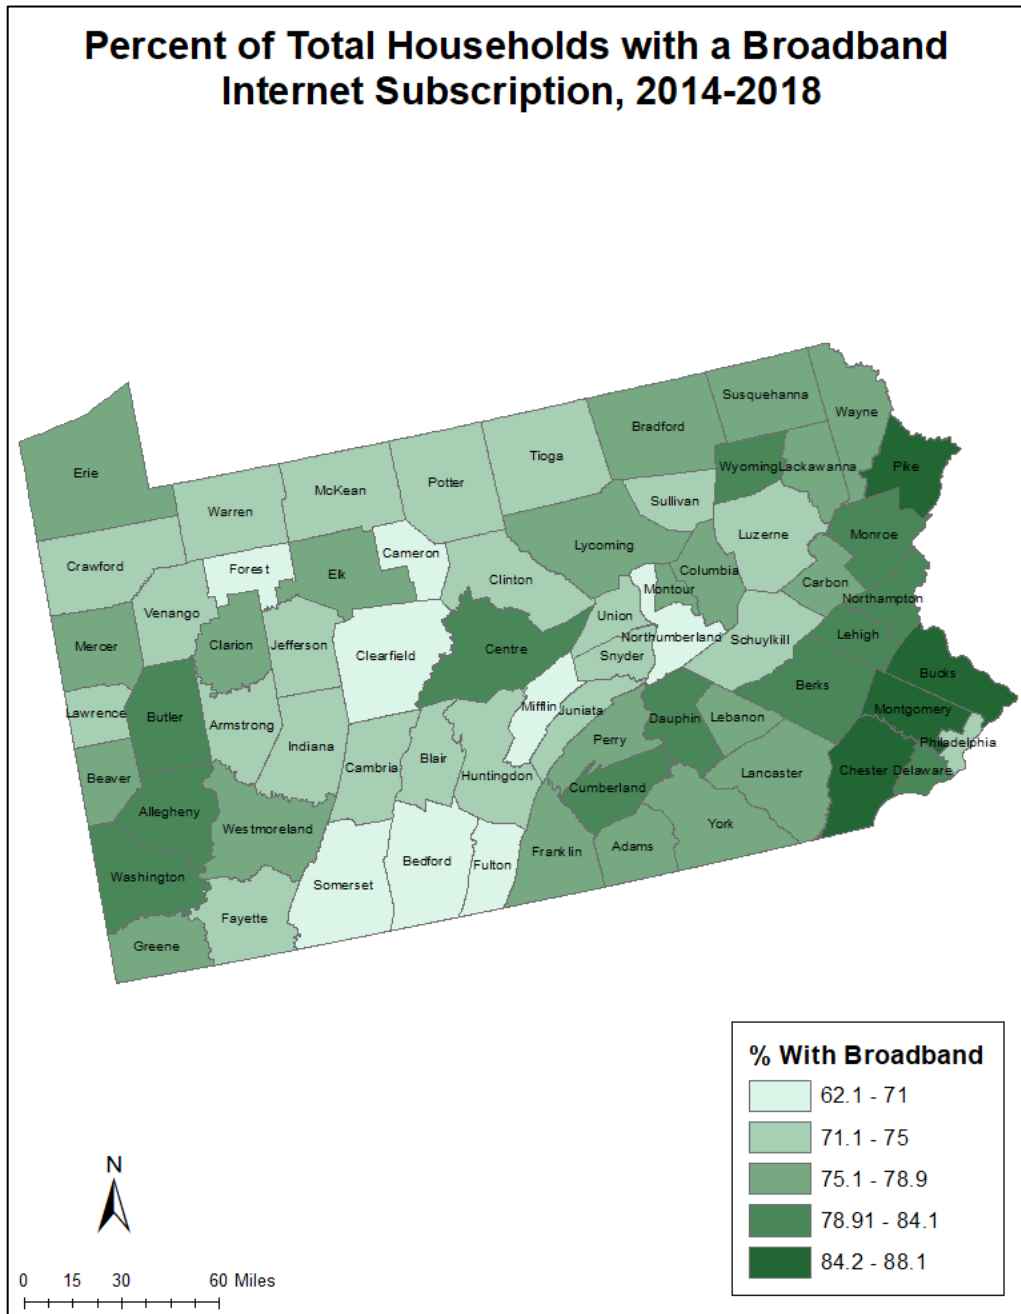 Percent of Total Households with a Broadband
Internet Subscription, 2014-2018
Susquehanna
Wayne
Bradford
Tioga
Erie
Wyoming
Lackawanna
Pike
Potter
McKean
Sullivan
Warren
Luzerne
Monroe
Lycoming
Cameron
Crawford
Forest
Elk
Columbia
Clinton
Carbon
Montour
Northampton
Venango
Union
Clarion
Northumberland
Lehigh
Schuylkill
Mercer
Jefferson
Centre
Clearfield
Snyder
Bucks
Berks
Mifflin
Montgomery
Juniata
Lawrence
Butler
Dauphin
Lebanon
Armstrong
Perry
Philadelphia
Indiana
Blair
Cambria
Huntingdon
Chester
Delaware
Lancaster
Beaver
Cumberland
Allegheny
York
Westmoreland
Adams
Franklin
Bedford
Fulton
Washington
Somerset
Fayette
Greene
% With Broadband
62.1 - 71
71.1 - 75
75.1 - 78.9
78.91 - 84.1
84.2 - 88.1
N
0 15 30 60 Miles